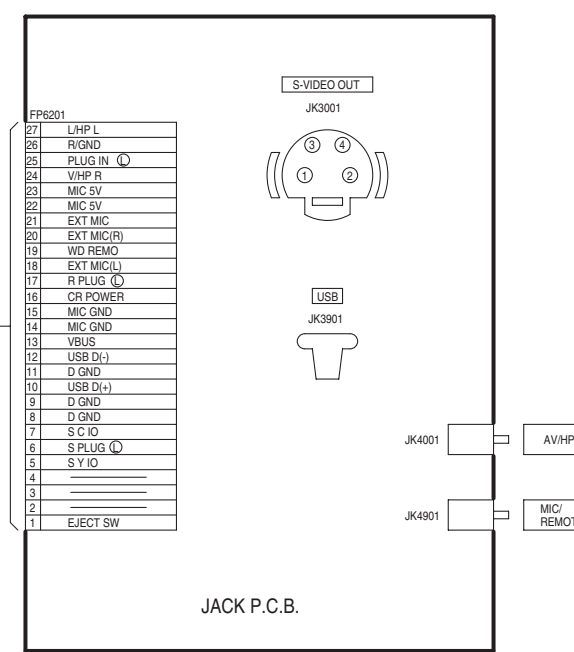 S-VIDEO OUT
JK3001
3 4
1 2
FP6201
27 L/HP L
26 R/GND
25 PLUG IN Ⓛ
24 V/HP R
23 MIC 5V
22 MIC 5V
21 EXT MIC
20 EXT MIC(R)
19 WD REMO
18 EXT MIC(L)
17 R PLUG Ⓛ
16 CR POWER
15 MIC GND
14 MIC GND
13 VBUS
12 USB D(-)
11 D GND
10 USB D(+)
9 D GND
8 D GND
7 S C IO
6 S PLUG Ⓛ
5 S Y IO
4
3
2
1 EJECT SW
USB
JK3901
JK4001
AV/HP
JK4901
MIC/
REMOT
JACK P.C.B.